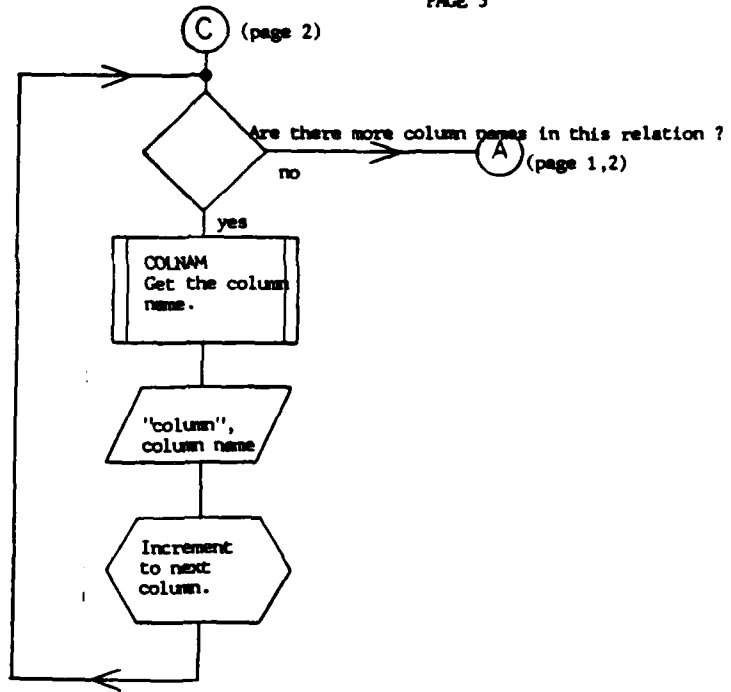 PAGE 3
C (page 2)
Are there more column names in this relation ?
A
(page 1,2)
no
yes
COLNAM
Get the column
name.
"column",
column name
Increment
to next
column.